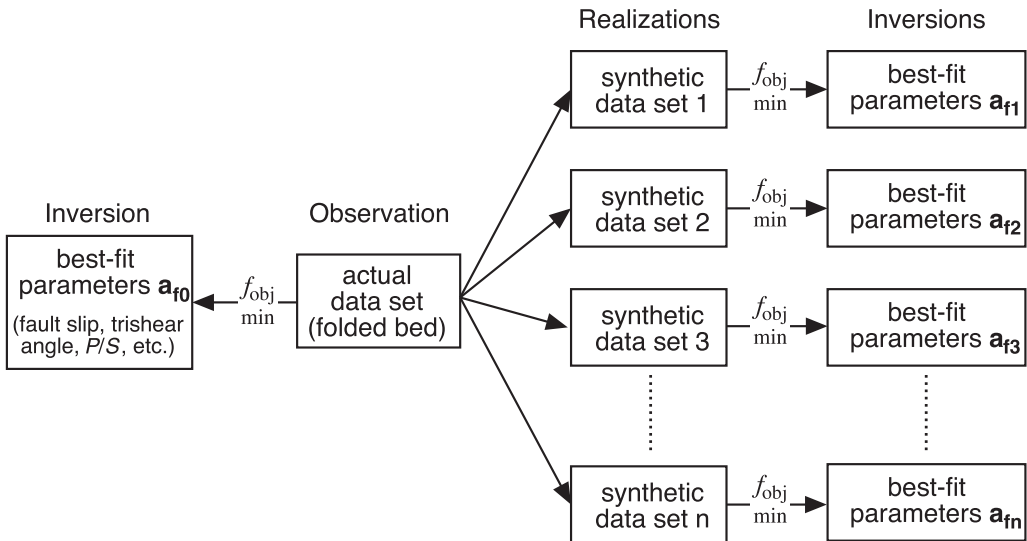 Realizations
Inversions
synthetic
data set 1
f_obj
min
best-fit
parameters a_f1
synthetic
data set 2
f_obj
min
best-fit
parameters a_f2
Inversion
Observation
best-fit
parameters a_f0
(fault slip, trishear
angle, P/S, etc.)
f_obj
min
actual
data set
(folded bed)
synthetic
data set 3
f_obj
min
best-fit
parameters a_f3
synthetic
data set n
f_obj
min
best-fit
parameters a_fn